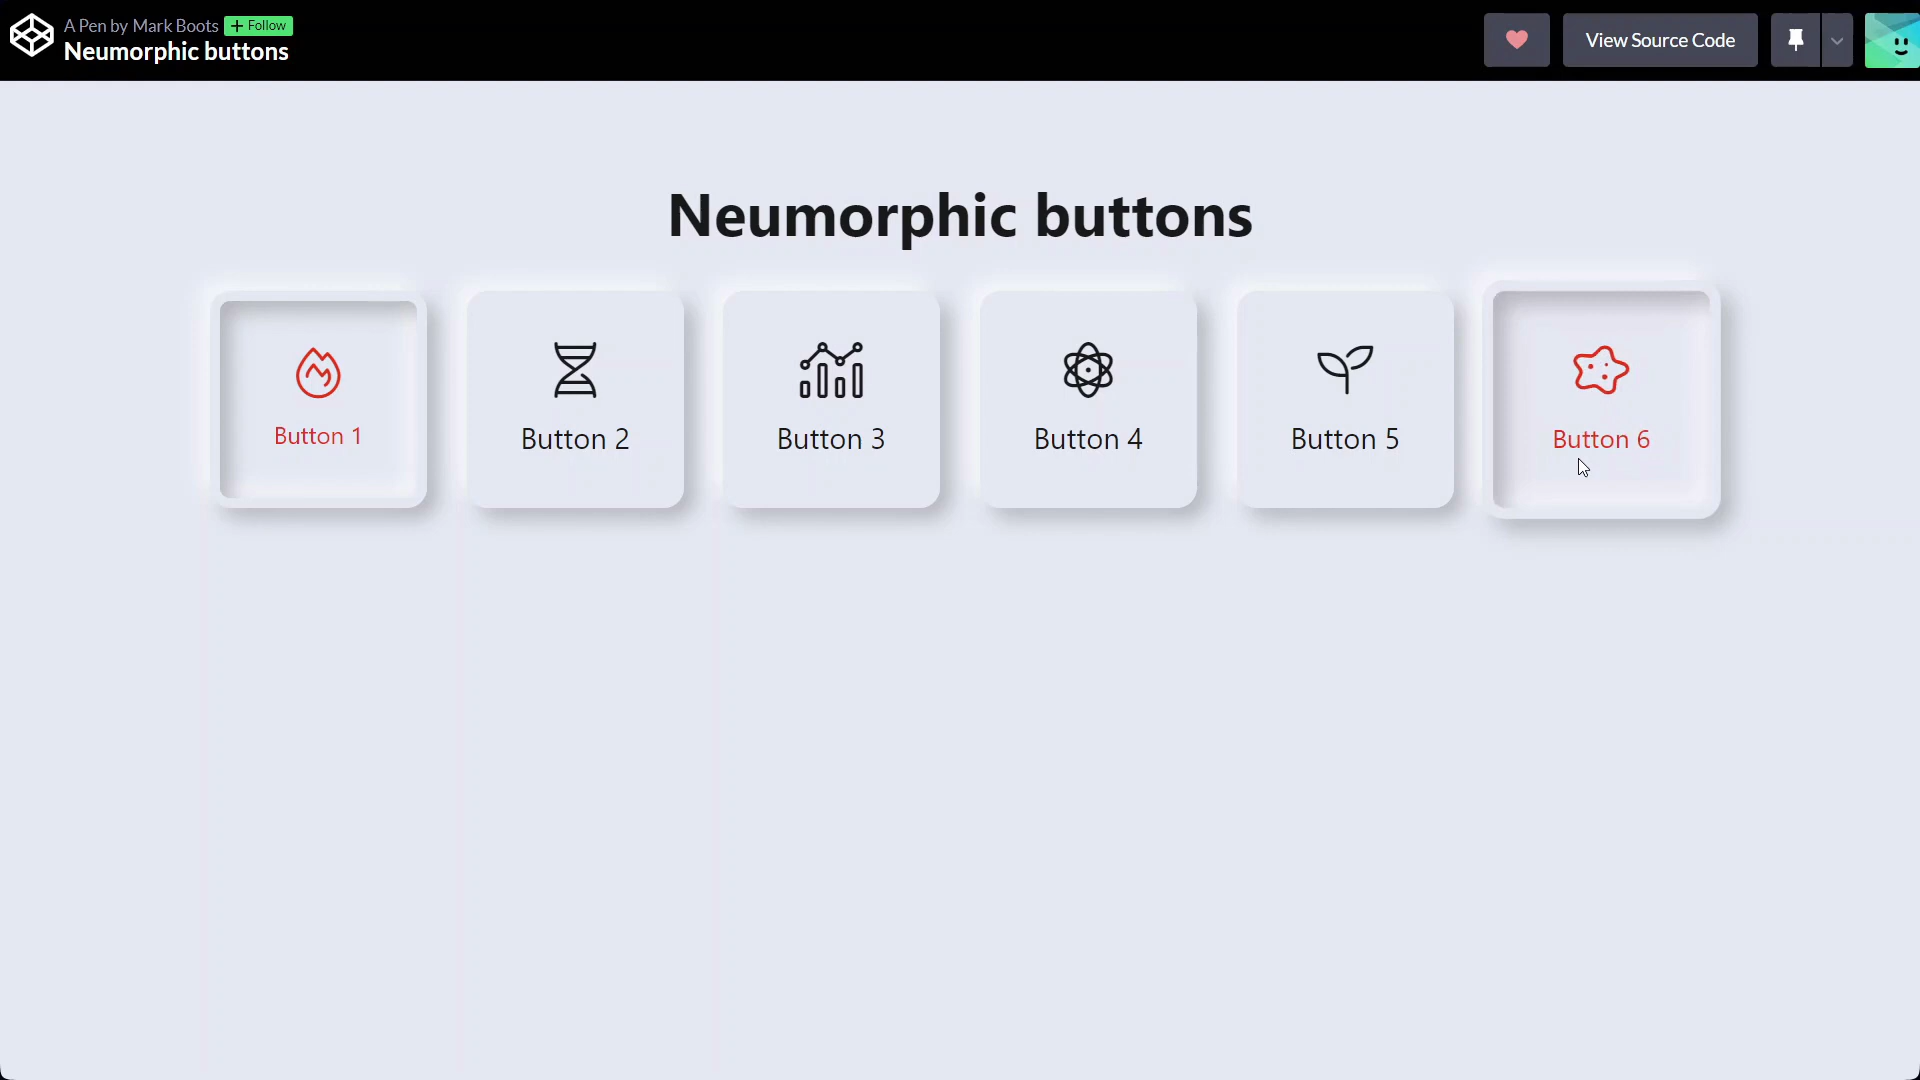 A Pen by Mark Boots + Follow
Neumorphic buttons
View Source Code
Neumorphic buttons
Button 1
Button 2
Button 3
Button 4
Button 5
Button 6